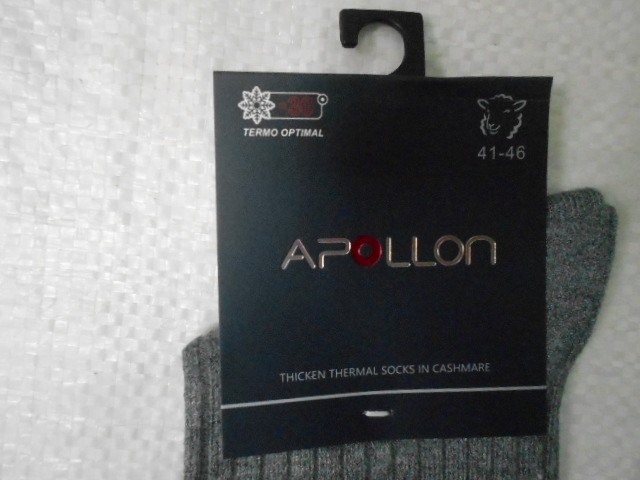 TERMO OPTIMAL
41-46
APOLLON
THICKEN THERMAL SOCKS IN CASHMARE